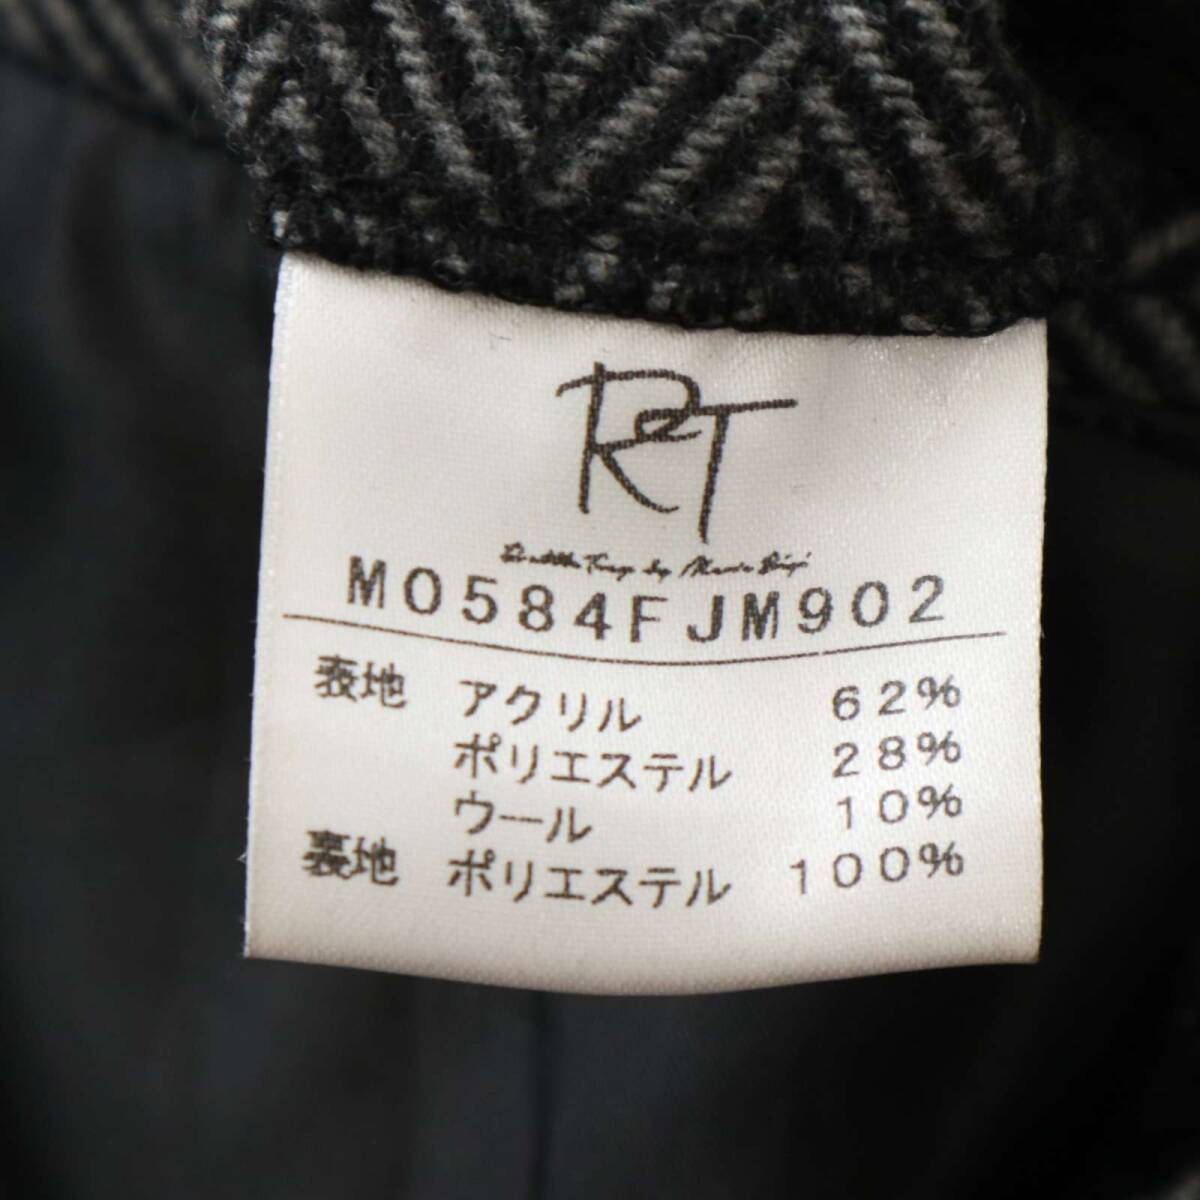 RT
M0584FJM902
表地 アクリル 62%
ポリエステル 28%
ウール 10%
裏地 ポリエステル 100%